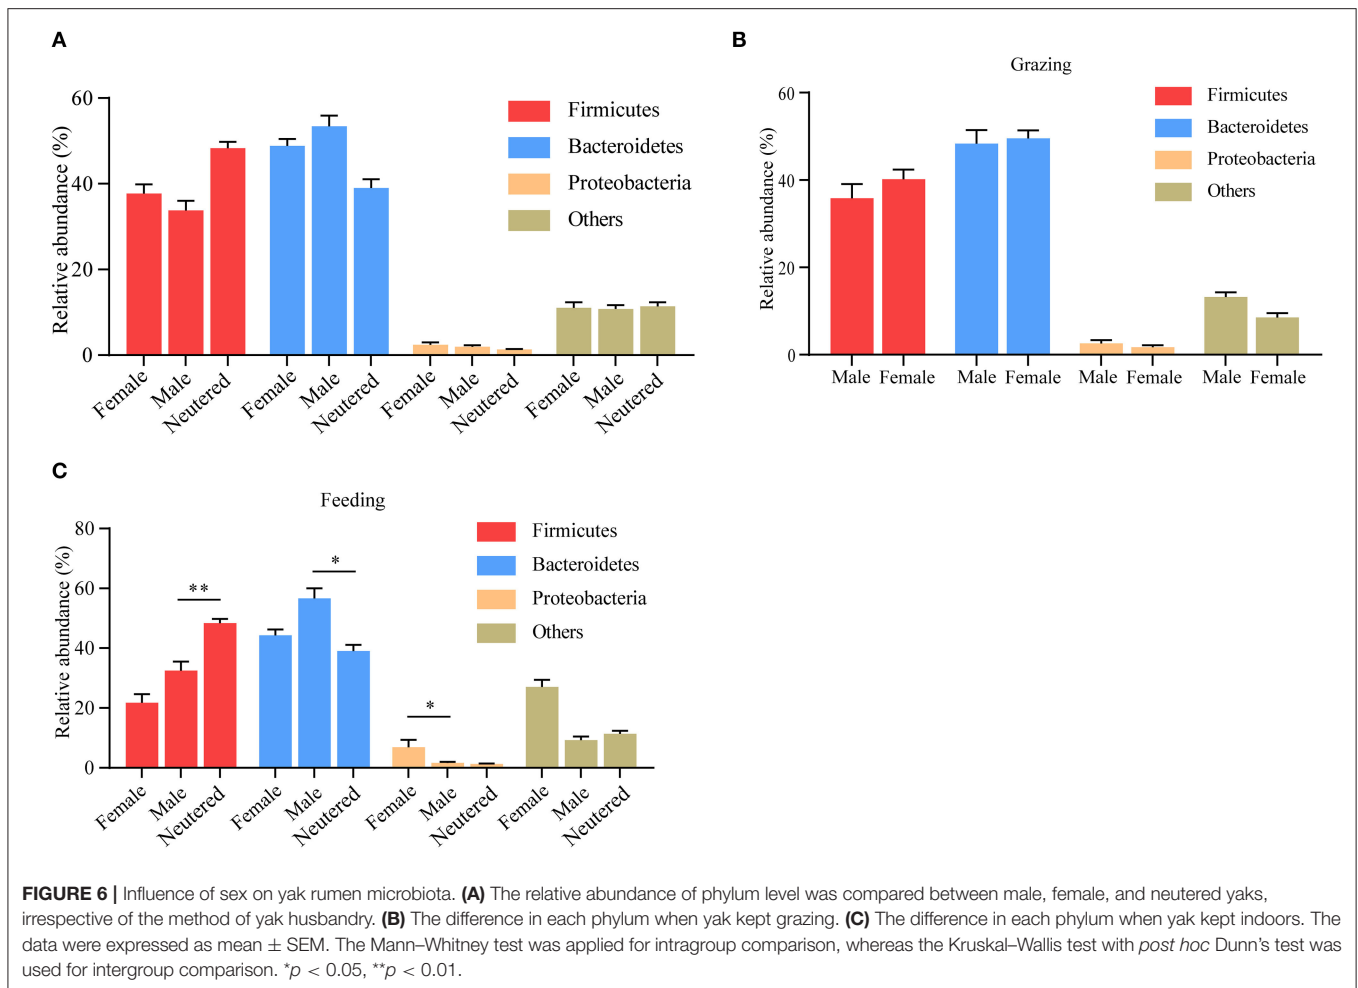 A
Relative abundance (%)
60
40
20
0
Firmicutes
Bacteroidetes
Proteobacteria
Others
Female
Male
Neutered
Female
Male
Neutered
Female
Male
Neutered
Female
Male
Neutered
B
Grazing
Relative abundance (%)
60
40
20
0
Firmicutes
Bacteroidetes
Proteobacteria
Others
Male Female Male Female Male Female Male Female
C
Feeding
Relative abundance (%)
80
60
40
20
0
**
*
*
Firmicutes
Bacteroidetes
Proteobacteria
Others
Female
Male
Neutered
Female
Male
Neutered
Female
Male
Neutered
Female
Male
Neutered
FIGURE 6 | Influence of sex on yak rumen microbiota. (A) The relative abundance of phylum level was compared between male, female, and neutered yaks,
irrespective of the method of yak husbandry. (B) The difference in each phylum when yak kept grazing. (C) The difference in each phylum when yak kept indoors. The
data were expressed as mean ± SEM. The Mann–Whitney test was applied for intragroup comparison, whereas the Kruskal–Wallis test with post hoc Dunn's test was
used for intergroup comparison. *p < 0.05, **p < 0.01.